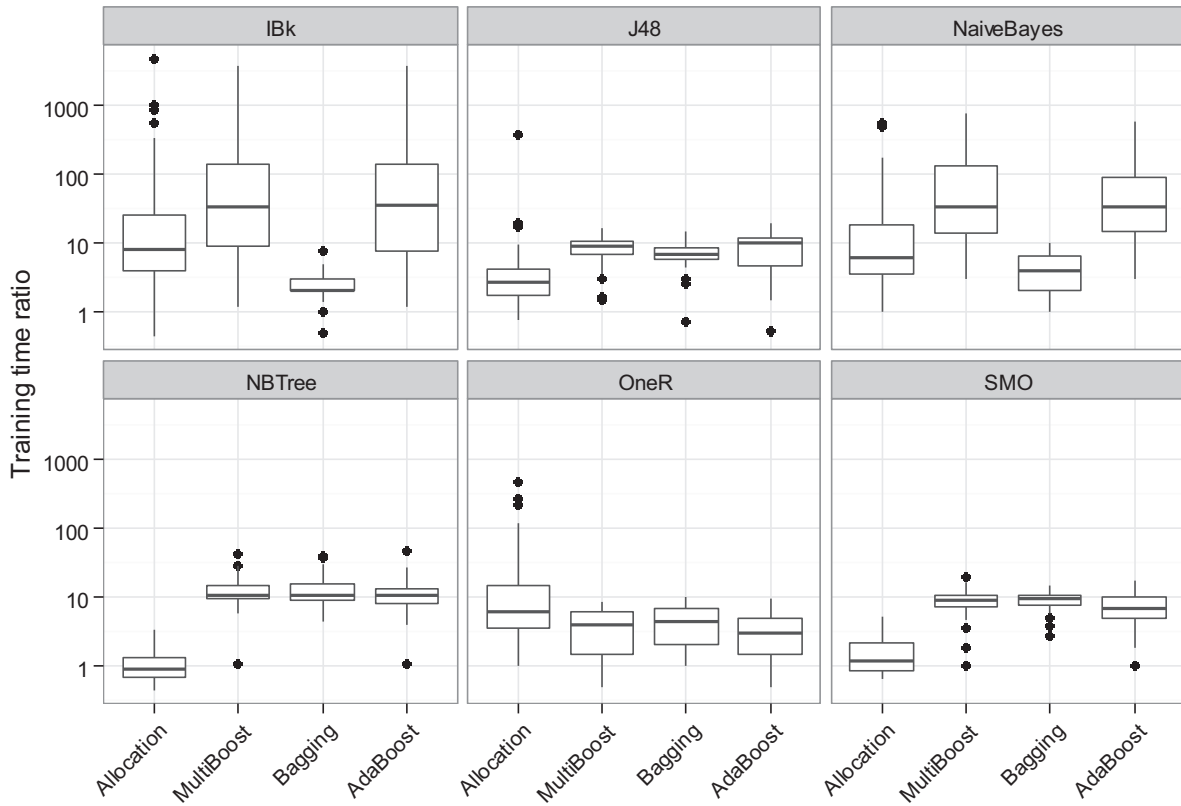 IBk J48 NaiveBayes
1000
100
10
1
Training time ratio
NBTree OneR SMO
1000
100
10
1
Allocation MultiBoost Bagging AdaBoost Allocation MultiBoost Bagging AdaBoost Allocation MultiBoost Bagging AdaBoost